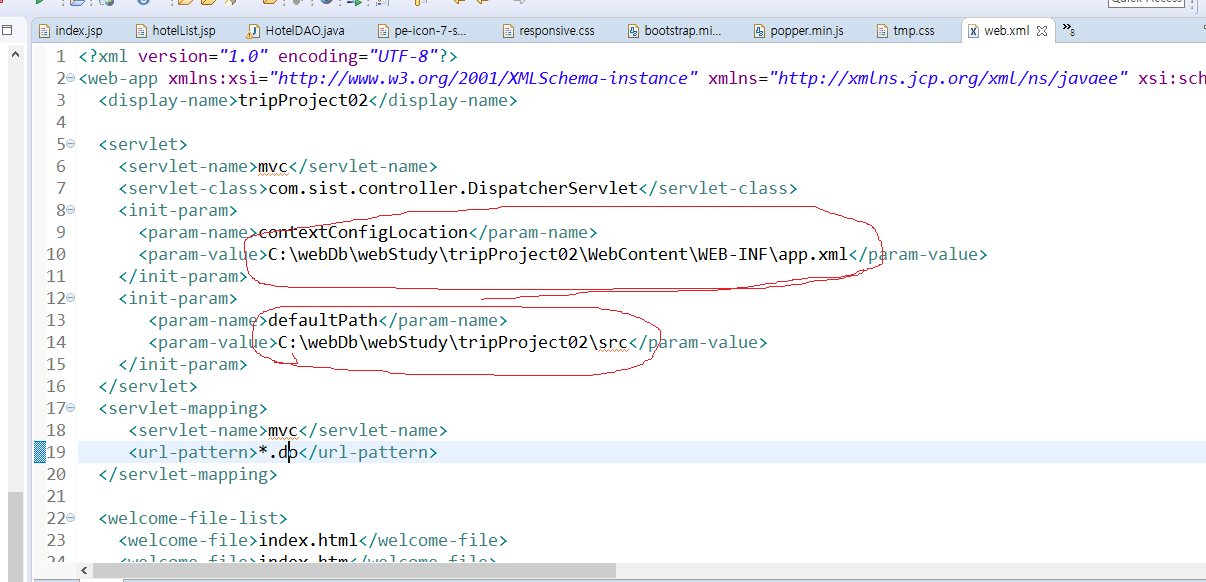 Quick Access
index.jsp hotelList.jsp HotelDAO.java pe-icon-7-s... responsive.css bootstrap.mi... popper.min.js tmp.css web.xml »8
1 <?xml version="1.0" encoding="UTF-8"?>
2 <web-app xmlns:xsi="http://www.w3.org/2001/XMLSchema-instance" xmlns="http://xmlns.jcp.org/xml/ns/javaee" xsi:sch
3 <display-name>tripProject02</display-name>
4
5 <servlet>
6 <servlet-name>mvc</servlet-name>
7 <servlet-class>com.sist.controller.DispatcherServlet</servlet-class>
8 <init-param>
9 <param-name>contextConfigLocation</param-name>
10 <param-value>C:\webDb\webStudy\tripProject02\WebContent\WEB-INF\app.xml</param-value>
11 </init-param>
12 <init-param>
13 <param-name>defaultPath</param-name>
14 <param-value>C:\webDb\webStudy\tripProject02\src</param-value>
15 </init-param>
16 </servlet>
17 <servlet-mapping>
18 <servlet-name>mvc</servlet-name>
19 <url-pattern>*.do</url-pattern>
20 </servlet-mapping>
21
22 <welcome-file-list>
23 <welcome-file>index.html</welcome-file>
24 <welcome-file>index.htm</welcome-file>